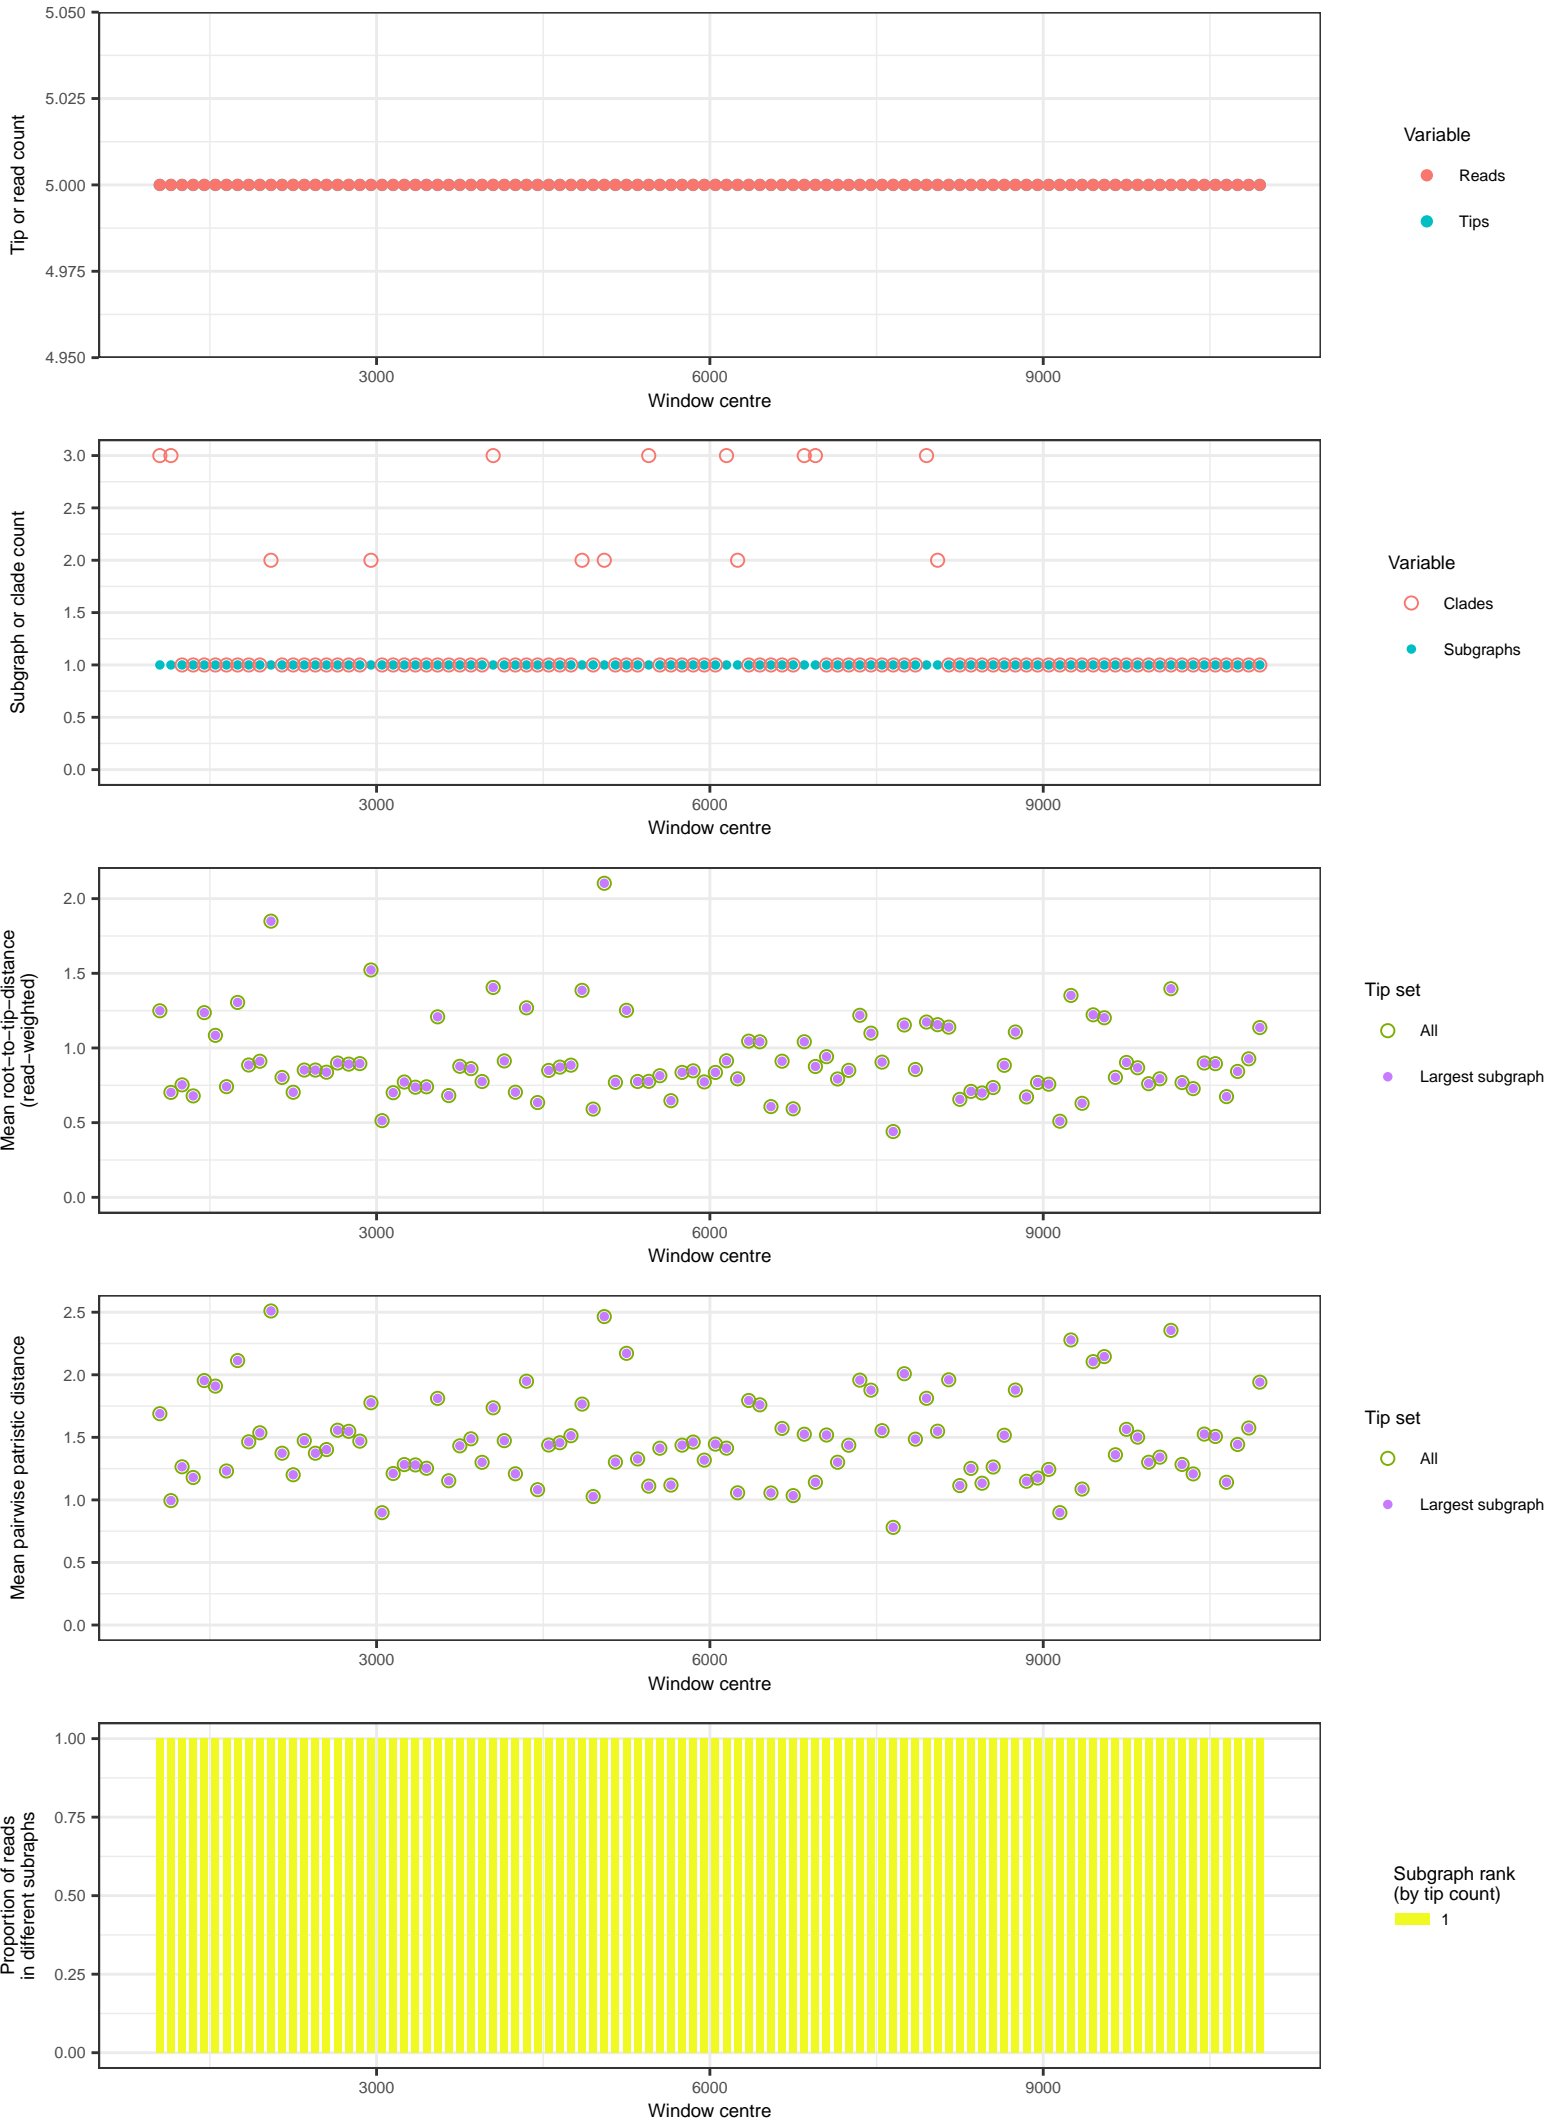 5.050
5.025
5.000
4.975
4.950
Tip or read count
3000 6000 9000
Window centre
Variable
Reads
Tips
3.0
2.5
2.0
1.5
1.0
0.5
0.0
Subgraph or clade count
3000 6000 9000
Window centre
Variable
Clades
Subgraphs
2.0
1.5
1.0
0.5
0.0
Mean root−to−tip−distance
(read−weighted)
3000 6000 9000
Window centre
Tip set
All
Largest subgraph
2.5
2.0
1.5
1.0
0.5
0.0
Mean pairwise patristic distance
3000 6000 9000
Window centre
Tip set
All
Largest subgraph
1.00
0.75
0.50
0.25
0.00
Proportion of reads
in different subraphs
3000 6000 9000
Window centre
Subgraph rank
(by tip count)
1